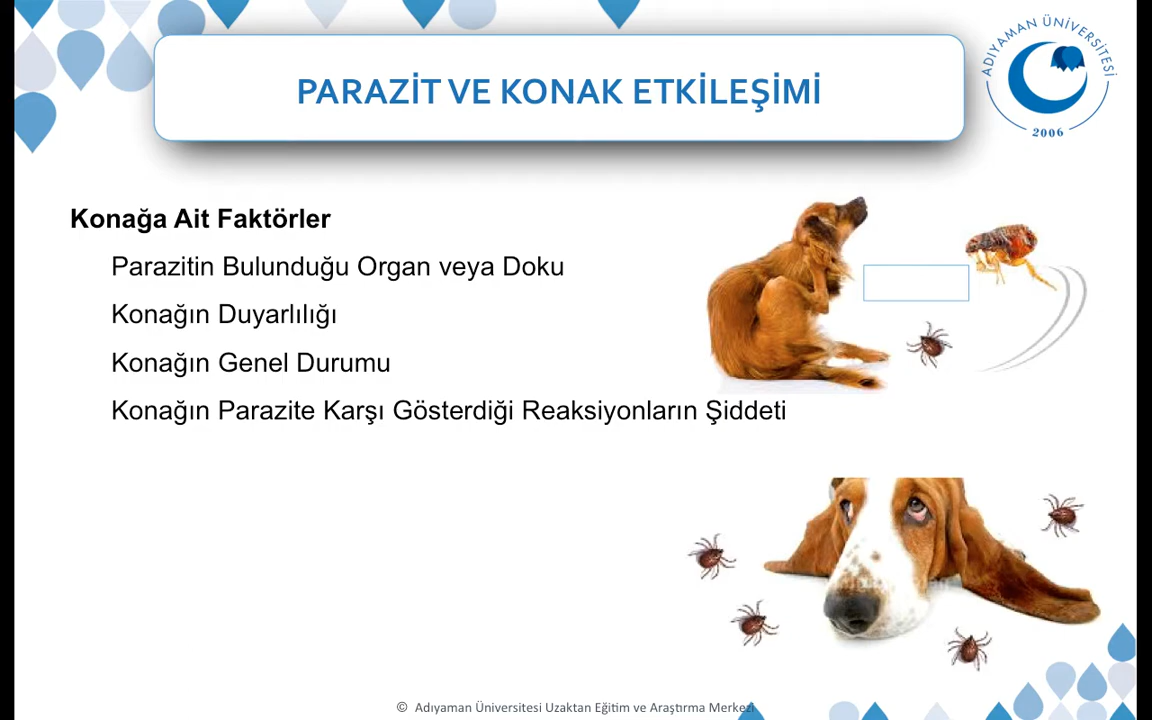 PARAZİT VE KONAK ETKİLEŞİMİ
ADIYAMAN ÜNİVERSİTESİ
2006
Konağa Ait Faktörler
Parazitin Bulunduğu Organ veya Doku
Konağın Duyarlılığı
Konağın Genel Durumu
Konağın Parazite Karşı Gösterdiği Reaksiyonların Şiddeti
© Adıyaman Üniversitesi Uzaktan Eğitim ve Araştırma Merkezi